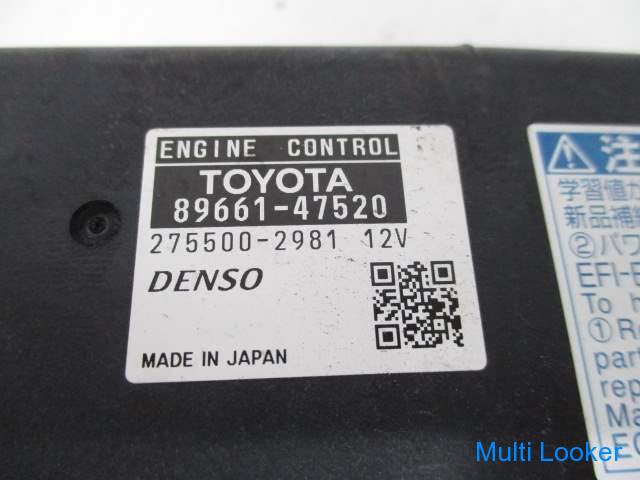 ENGINE CONTROL
TOYOTA
89661-47520
275500-2981 12V
DENSO
MADE IN JAPAN
注
学習値
新品補
②パワ
EFI-
To
① R
part
rep
Ma
EC
Multi Looker